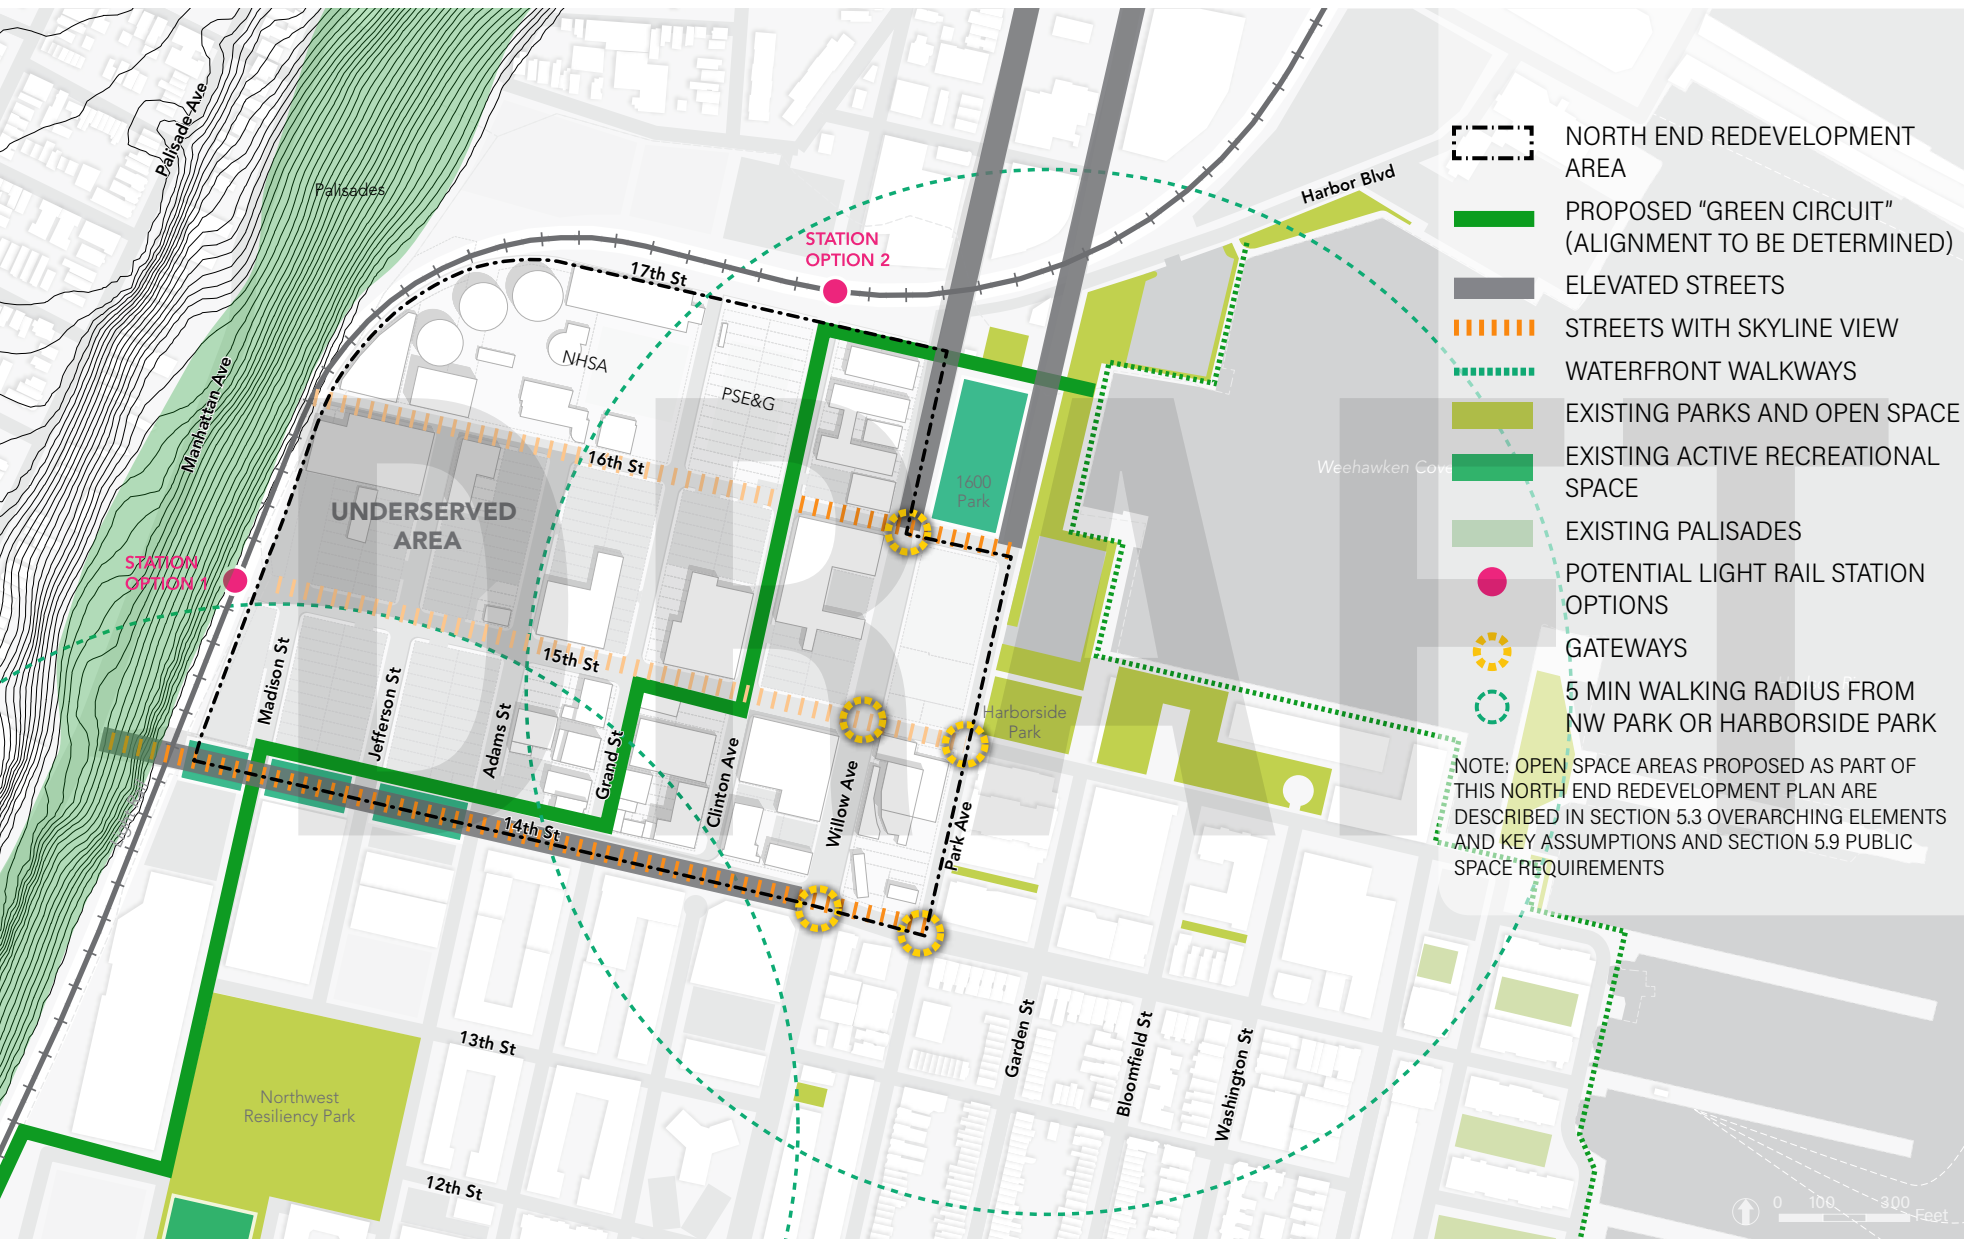 Palisade Ave
Palisades
Manhattan Ave
STATION
OPTION 2
17th St
Harbor Blvd
NHSA
PSE&G
16th St
1600
Park
Weehawken Cove
UNDERSERVED
AREA
STATION
OPTION 1
15th St
Madison St
Jefferson St
Adams St
Grand St
Clinton Ave
Willow Ave
Park Ave
Harborside
Park
14th St
13th St
12th St
Northwest
Resiliency Park
Garden St
Bloomfield St
Washington St
DRAFT
NORTH END REDEVELOPMENT
AREA
PROPOSED “GREEN CIRCUIT”
(ALIGNMENT TO BE DETERMINED)
ELEVATED STREETS
STREETS WITH SKYLINE VIEW
WATERFRONT WALKWAYS
EXISTING PARKS AND OPEN SPACE
EXISTING ACTIVE RECREATIONAL
SPACE
EXISTING PALISADES
POTENTIAL LIGHT RAIL STATION
OPTIONS
GATEWAYS
5 MIN WALKING RADIUS FROM
NW PARK OR HARBORSIDE PARK
NOTE: OPEN SPACE AREAS PROPOSED AS PART OF
THIS NORTH END REDEVELOPMENT PLAN ARE
DESCRIBED IN SECTION 5.3 OVERARCHING ELEMENTS
AND KEY ASSUMPTIONS AND SECTION 5.9 PUBLIC
SPACE REQUIREMENTS
0 100 300
Feet